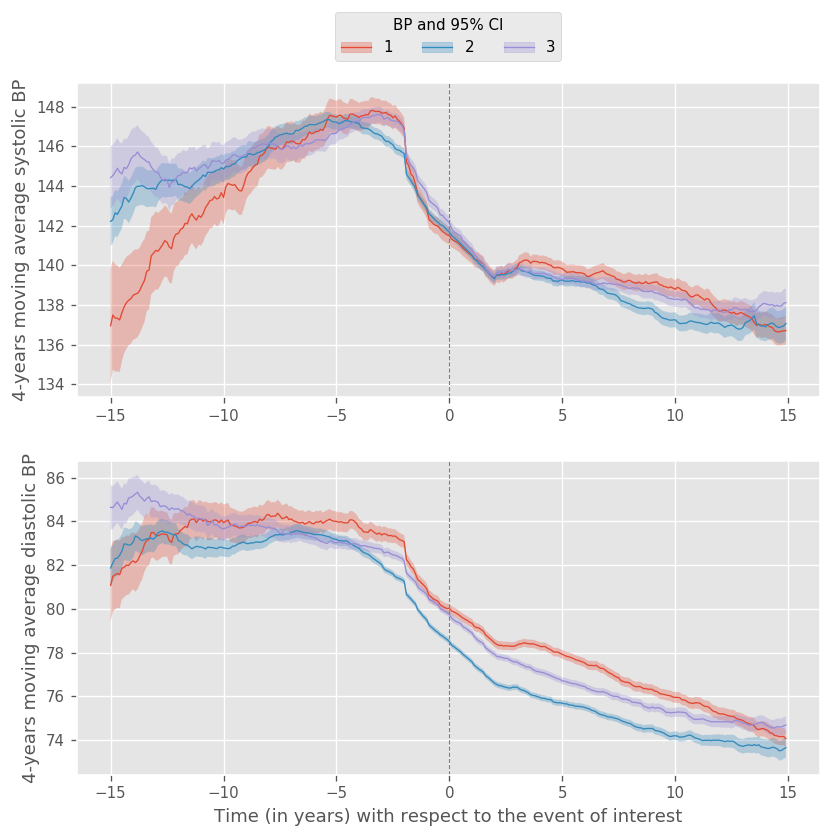 BP and 95% CI
1 2 3
4-years moving average systolic BP
148
146
144
142
140
138
136
134
−15 −10 −5 0 5 10 15
4-years moving average diastolic BP
86
84
82
80
78
76
74
−15 −10 −5 0 5 10 15
Time (in years) with respect to the event of interest